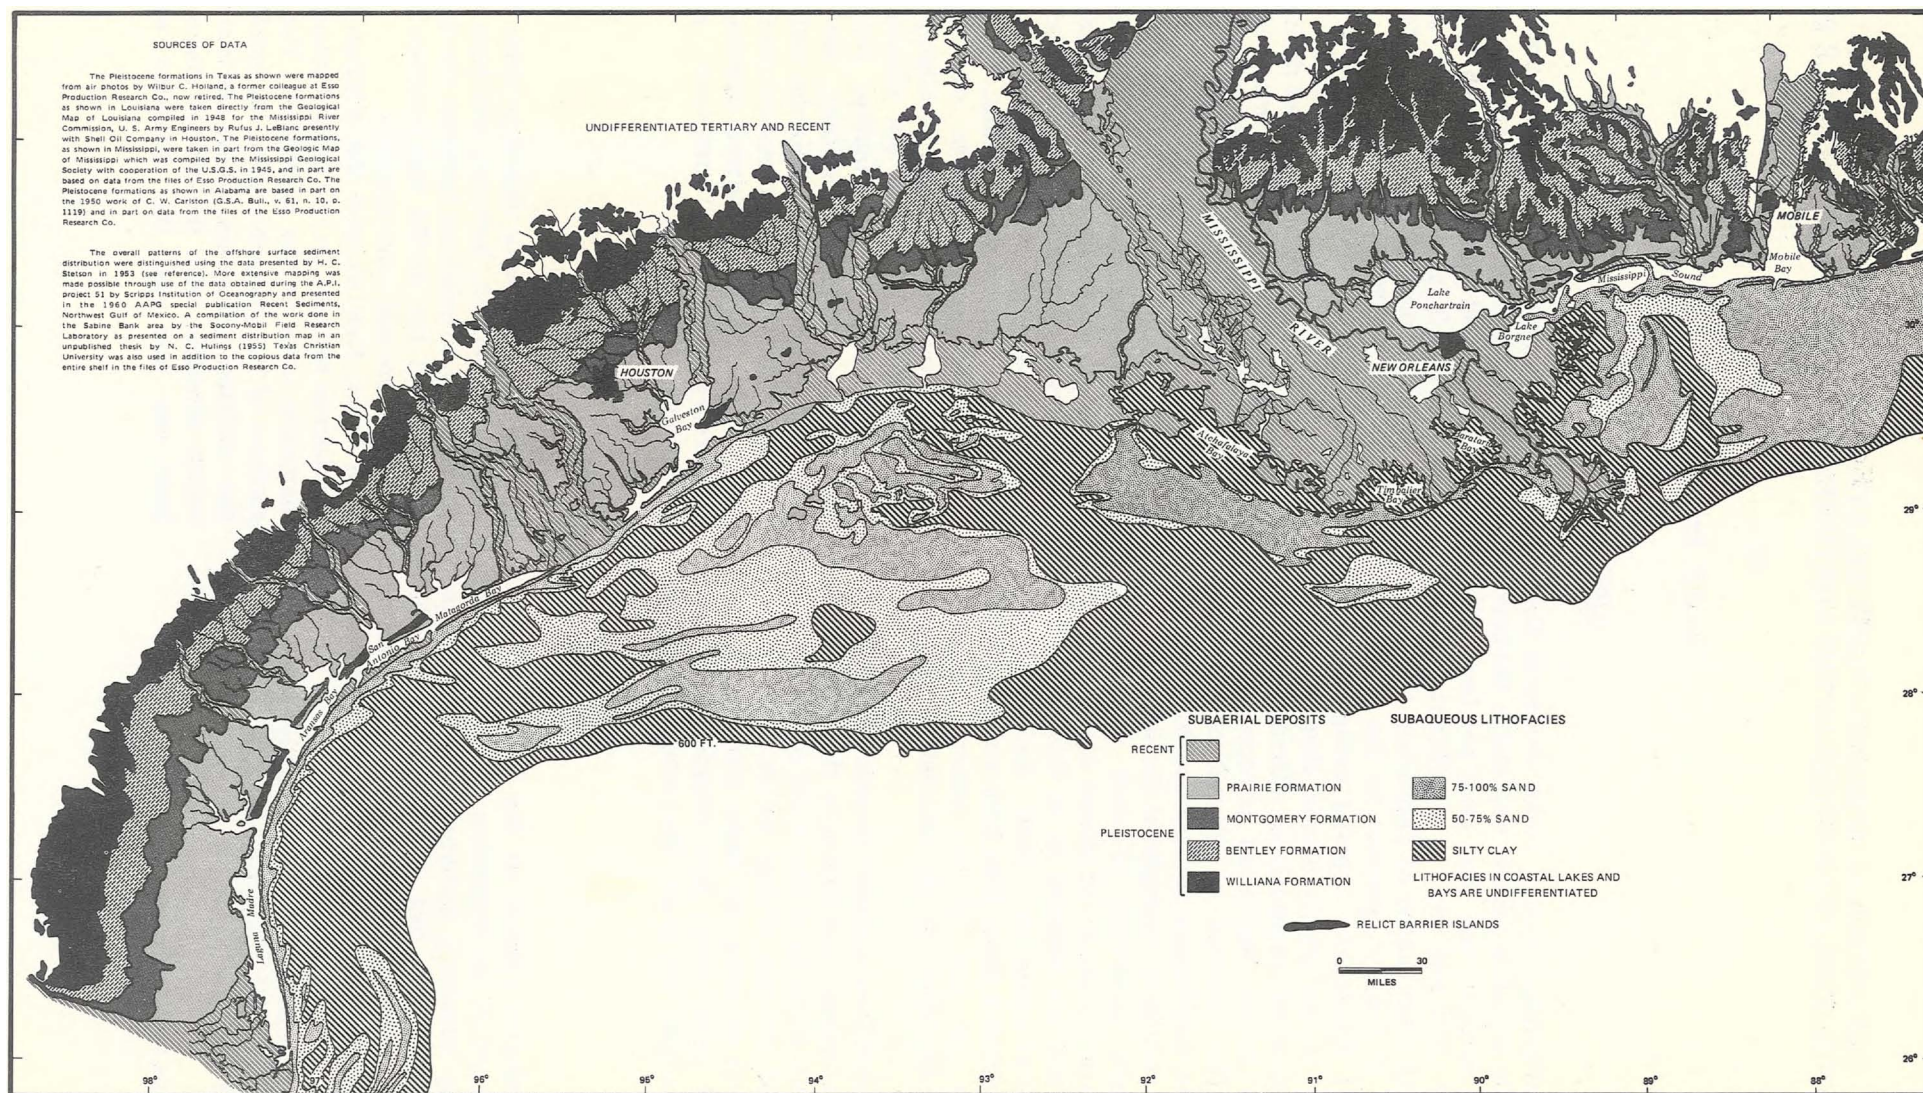 SOURCES OF DATA
The Pleistocene formations in Texas as shown were mapped
from air photos by Wilbur C. Holland, a former colleague at Esso
Production Research Co., now retired. The Pleistocene formations
as shown in Louisiana were taken directly from the Geological
Map of Louisiana compiled in 1948 for the Mississippi River
Commission, U. S. Army Engineers by Rufus J. LeBlanc presently
with Shell Oil Company in Houston. The Pleistocene formations,
as shown in Mississippi, were taken in part from the Geologic Map
of Mississippi which was compiled by the Mississippi Geological
Society with cooperation of the U.S.G.S. in 1945, and in part are
based on data from the files of Esso Production Research Co. The
Pleistocene formations as shown in Alabama are based in part on
the 1950 work of C. W. Carlston (G.S.A. Bull., v. 61, n. 10, p.
1119) and in part on data from the files of the Esso Production
Research Co.
The overall patterns of the offshore surface sediment
distribution were distinguished using the data presented by H. C.
Stetson in 1953 (see reference). More extensive mapping was
made possible through use of the data obtained during the A.P.I.
project 51 by Scripps Institution of Oceanography and presented
in the 1960 AAPG special publication Recent Sediments,
Northwest Gulf of Mexico. A compilation of the work done in
the Sabine Bank area by the Socony-Mobil Field Research
Laboratory as presented on a sediment distribution map in an
unpublished thesis by N. C. Hulings (1955) Texas Christian
University was also used in addition to the copious data from the
entire shelf in the files of Esso Production Research Co.
UNDIFFERENTIATED TERTIARY AND RECENT
31°
MOBILE
Mobile
Bay
Mississippi
Sound
MISSISSIPPI
RIVER
Lake
Ponchartrain
Lake
Borgne
30°
NEW ORLEANS
HOUSTON
Galveston
Bay
Atchafalaya
Bay
Barataria
Bay
Timbalier
Bay
29°
Matagorda Bay
San
Antonio Bay
Aransas Bay
28°
600 FT.
Laguna Madre
SUBAERIAL DEPOSITS
SUBAQUEOUS LITHOFACIES
RECENT
PLEISTOCENE
PRAIRIE FORMATION
75-100% SAND
MONTGOMERY FORMATION
50-75% SAND
BENTLEY FORMATION
SILTY CLAY
WILLIANA FORMATION
LITHOFACIES IN COASTAL LAKES AND
BAYS ARE UNDIFFERENTIATED
27°
RELICT BARRIER ISLANDS
0 30
MILES
26°
98° 97° 96° 95° 94° 93° 92° 91° 90° 89° 88°